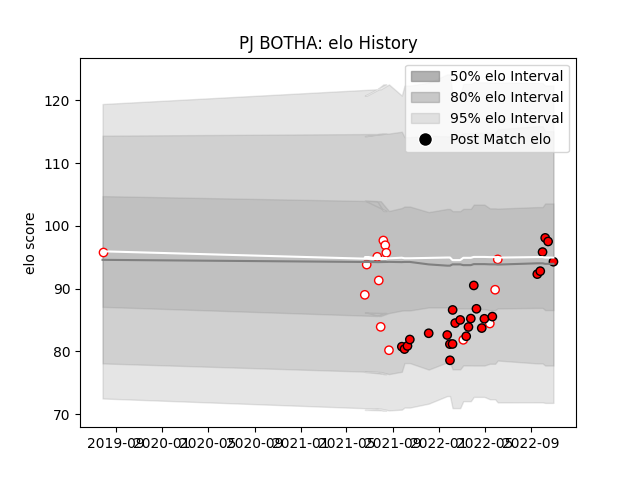 PJ BOTHA: elo History
50% elo Interval
80% elo Interval
95% elo Interval
Post Match elo
elo score
120
110
100
90
80
70
2019-09
2020-01
2020-05
2020-09
2021-01
2021-05
2021-09
2022-01
2022-05
2022-09